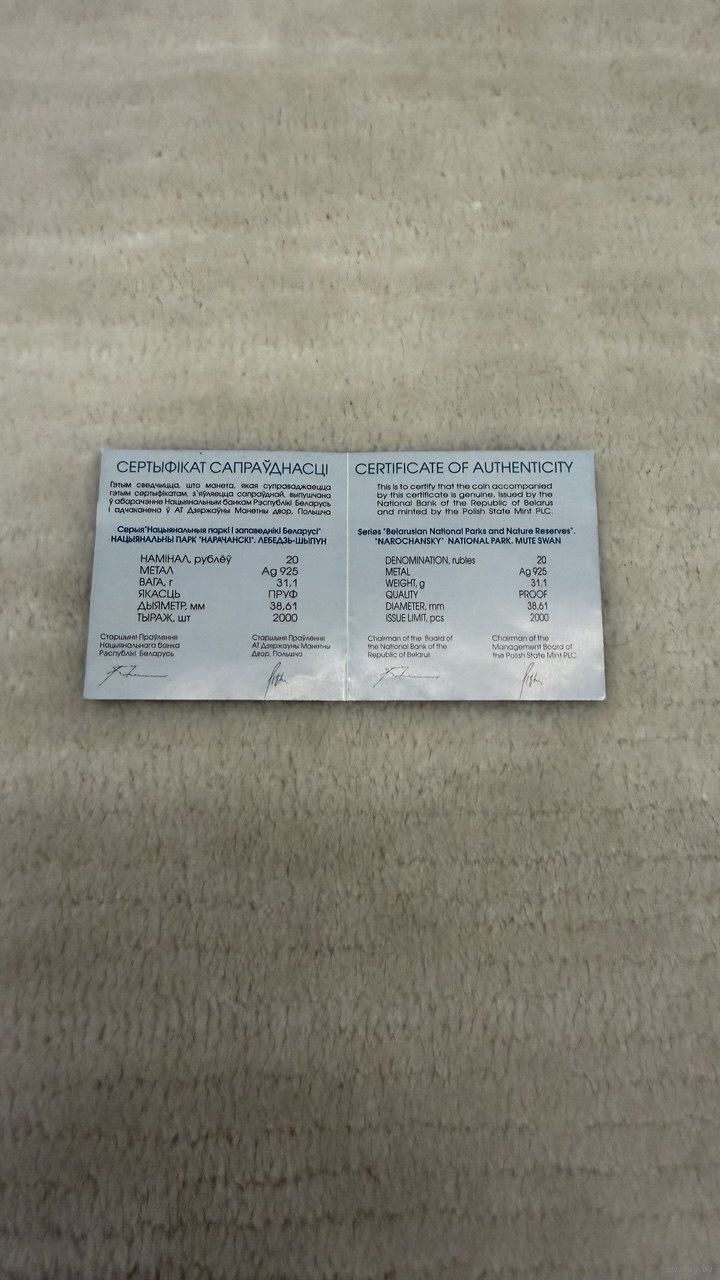 СЕРТЫФІКАТ САПРАЎДНАСЦІ
Гэтым сведчыцца, што манета, якая суправаджаецца
гэтым сертыфікатам, з'яўляецца сапраўднай, выпушчана
ў абарачэнне Нацыянальным банкам Рэспублікі Беларусь
і адчаканена ў АТ Дзяржаўны Манетны двор, Польшча
Серыя "Нацыянальныя паркі і запаведнікі Беларусі"
НАЦЫЯНАЛЬНЫ ПАРК "НАРАЧАНСКІ". ЛЕБЕДЗЬ-ШЫПУН
НАМІНАЛ, рублёў 20
МЕТАЛ Ag 925
ВАГА, г 31,1
ЯКАСЦЬ ПРУФ
ДЫЯМЕТР, мм 38,61
ТЫРАЖ, шт 2000
Старшыня Праўлення
Нацыянальнага банка
Рэспублікі Беларусь
Старшыня Праўлення
АТ Дзяржаўны Манетны
Двор, Польшча
CERTIFICATE OF AUTHENTICITY
This is to certify that the coin accompanied
by this certificate is genuine, issued by the
National Bank of the Republic of Belarus
and minted by the Polish State Mint PLC.
Series "Belarusian National Parks and Nature Reserves".
"NAROCHANSKY" NATIONAL PARK. MUTE SWAN
DENOMINATION, rubles 20
METAL Ag 925
WEIGHT, g 31,1
QUALITY PROOF
DIAMETER, mm 38,61
ISSUE LIMIT, pcs 2000
Chairman of the Board of
the National Bank of the
Republic of Belarus
Chairman of the
Management Board of
the Polish State Mint PLC